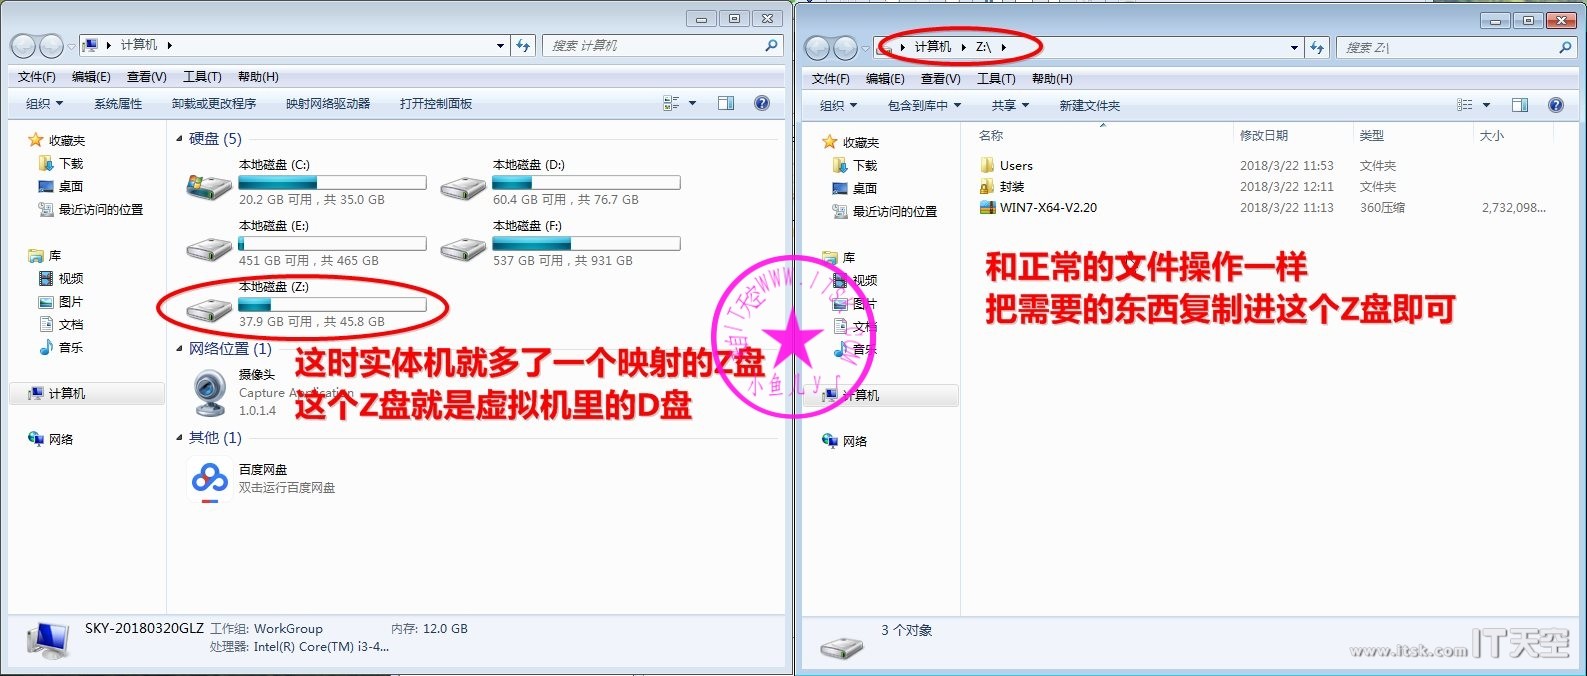 计算机
搜索 计算机
文件(F) 编辑(E) 查看(V) 工具(T) 帮助(H)
组织 系统属性 卸载或更改程序 映射网络驱动器 打开控制面板
收藏夹
下载
桌面
最近访问的位置
库
视频
图片
文档
音乐
计算机
网络
硬盘 (5)
本地磁盘 (C:)
20.2 GB 可用，共 35.0 GB
本地磁盘 (D:)
60.4 GB 可用，共 76.7 GB
本地磁盘 (E:)
451 GB 可用，共 465 GB
本地磁盘 (F:)
537 GB 可用，共 931 GB
本地磁盘 (Z:)
37.9 GB 可用，共 45.8 GB
网络位置 (1)
摄像头
Capture Application
1.0.1.4
这时实体机就多了一个映射的Z盘
这个Z盘就是虚拟机里的D盘
其他 (1)
百度网盘
双击运行百度网盘
SKY-20180320GLZ 工作组: WorkGroup 内存: 12.0 GB
处理器: Intel(R) Core(TM) i3-4...
计算机 Z:\
搜索 Z:\
文件(F) 编辑(E) 查看(V) 工具(T) 帮助(H)
组织 包含到库中 共享 新建文件夹
收藏夹
下载
桌面
最近访问的位置
库
视频
图片
文档
音乐
计算机
网络
名称 修改日期 类型 大小
Users 2018/3/22 11:53 文件夹
封装 2018/3/22 12:11 文件夹
WIN7-X64-V2.20 2018/3/22 11:13 360压缩 2,732,098...
和正常的文件操作一样
把需要的东西复制进这个Z盘即可
3 个对象
小鱼儿yr
www.itsk.com IT天空